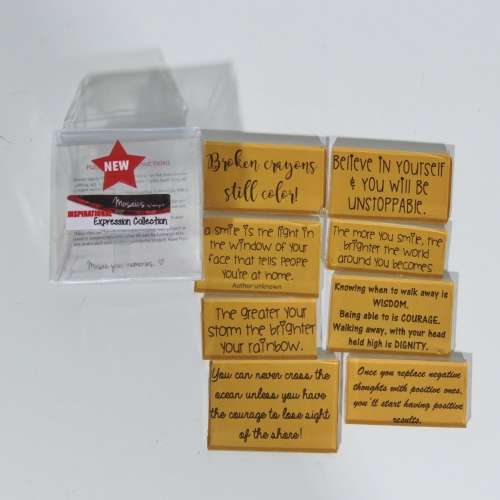 NEW
Mosaics
INSPIRATIONAL
Expression Collection
Broken crayons
still color!
Believe in yourself
& you will be
unstoppable.
a smile is the light in
the window of your
face that tells people
you're at home.
Author unknown
The more you smile, the
brighter the world
around you becomes
The greater your
storm the brighter
your rainbow.
Knowing when to walk away is
WISDOM.
Being able to is COURAGE.
Walking away, with your head
held high is DIGNITY.
You can never cross the
ocean unless you have
the courage to lose sight
of the shore!
Once you replace negative
thoughts with positive ones,
you'll start having positive
results.